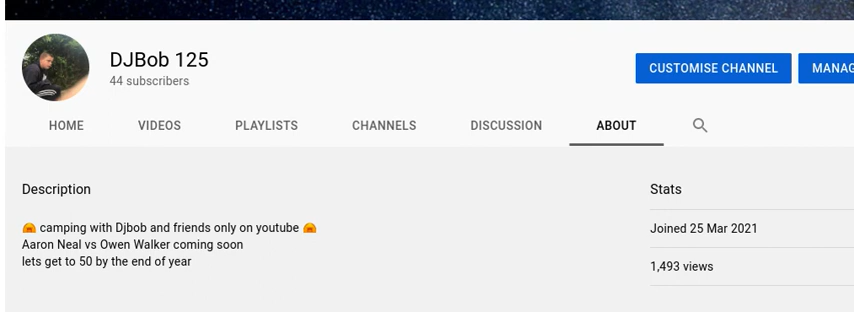 DJBob 125
44 subscribers
CUSTOMISE CHANNEL
HOME VIDEOS PLAYLISTS CHANNELS DISCUSSION ABOUT
Description
camping with Djbob and friends only on youtube
Aaron Neal vs Owen Walker coming soon
lets get to 50 by the end of year
Stats
Joined 25 Mar 2021
1,493 views